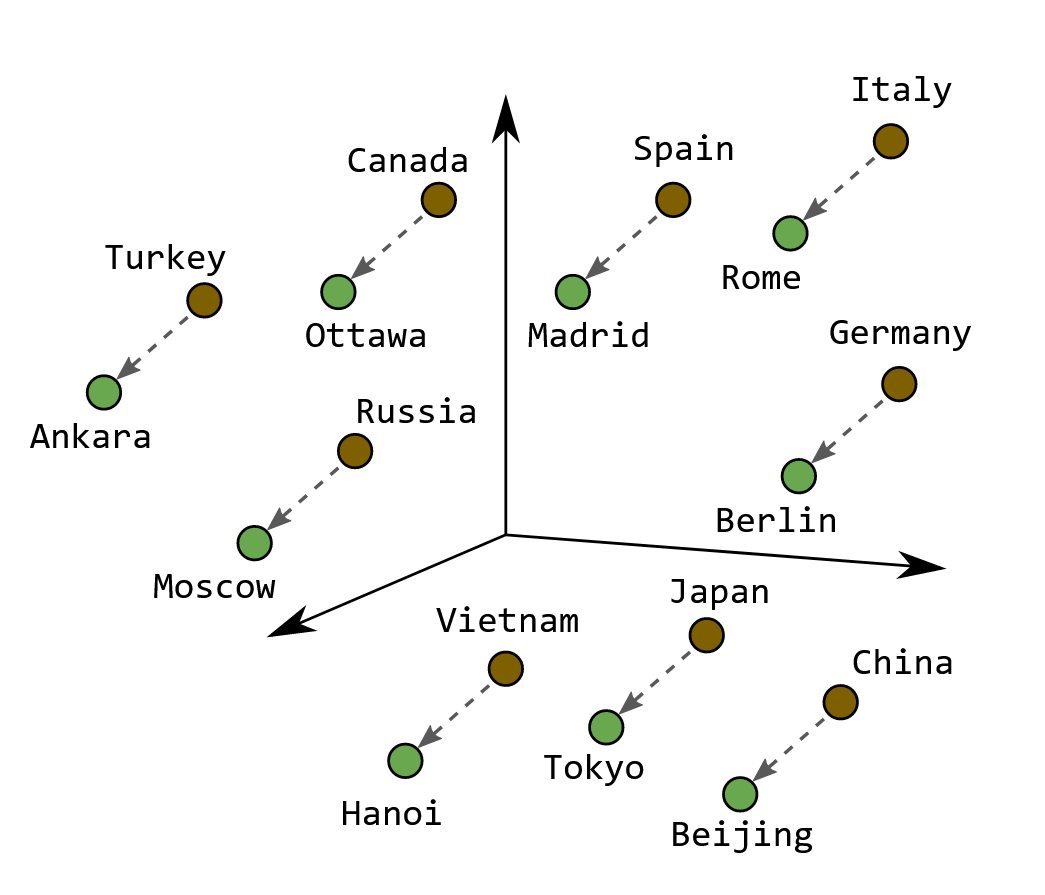 Italy
Spain
Canada
Turkey
Rome
Ottawa
Madrid
Germany
Russia
Ankara
Berlin
Moscow
Japan
Vietnam
China
Tokyo
Hanoi
Beijing